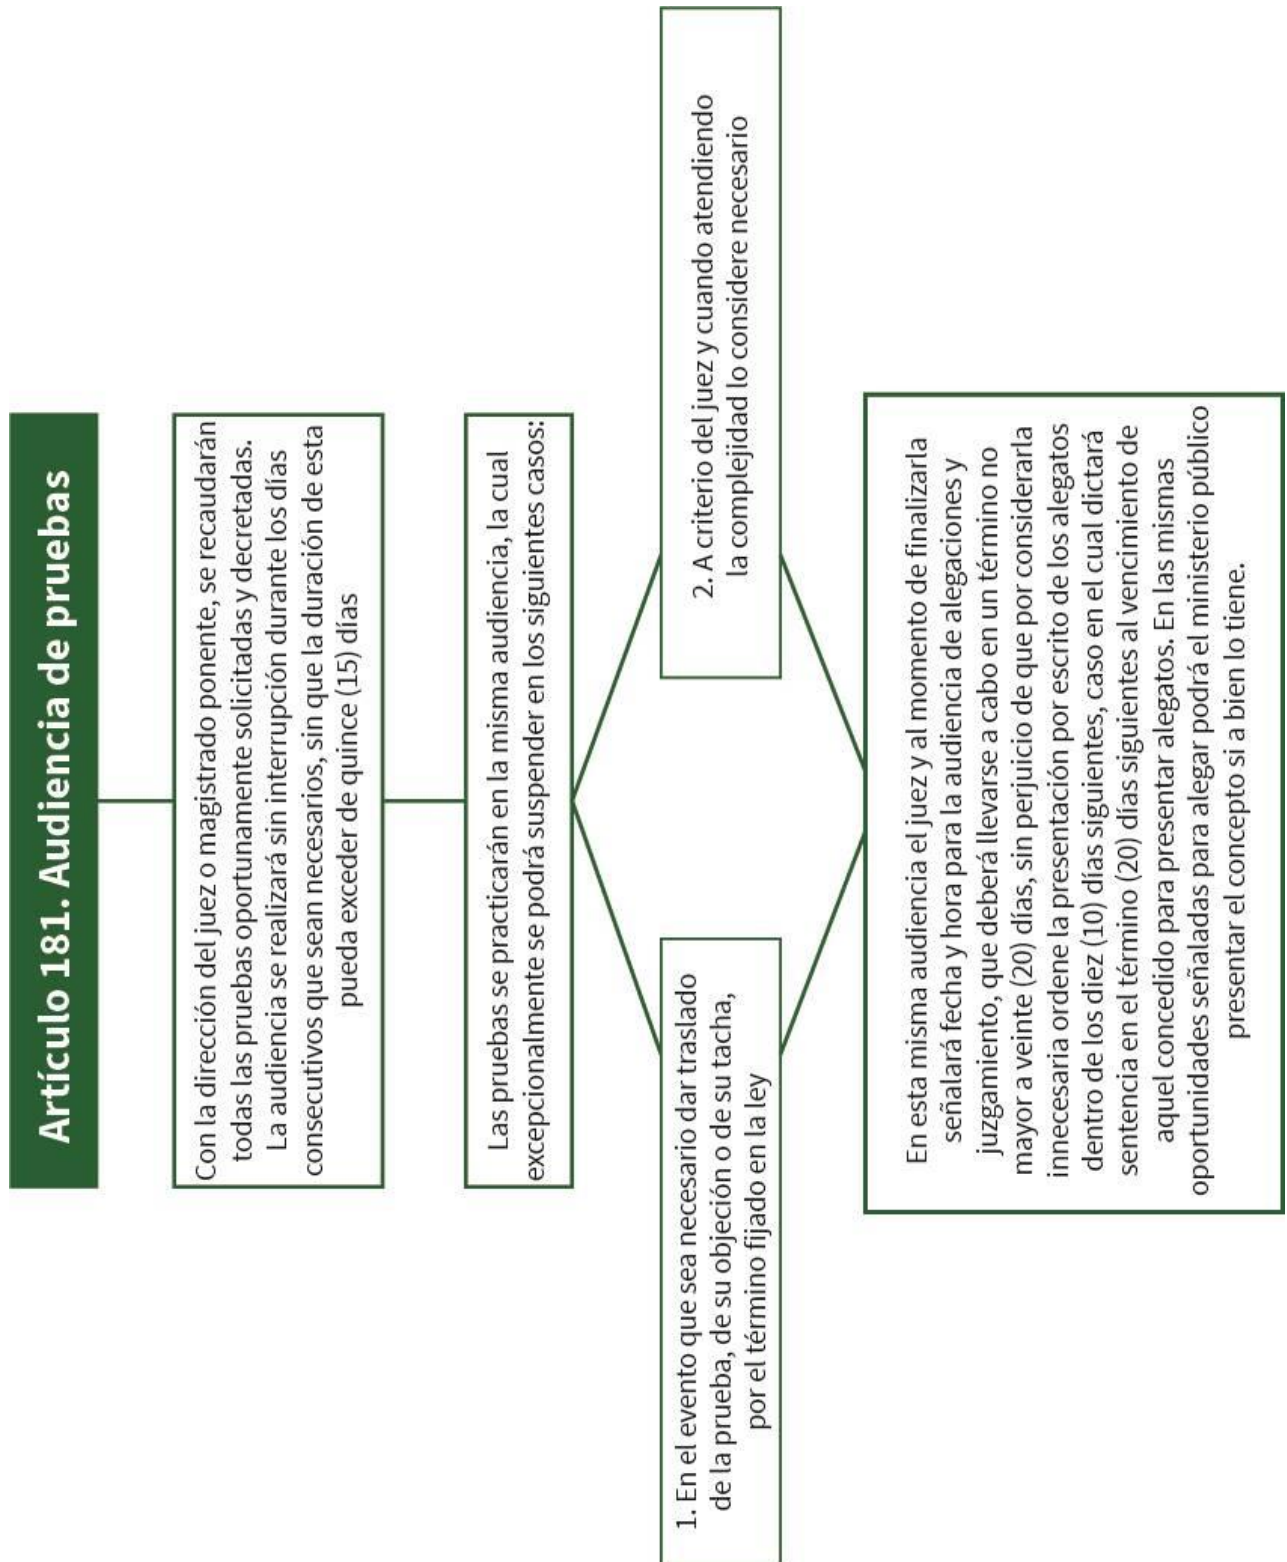 Artículo 181. Audiencia de pruebas
Con la dirección del juez o magistrado ponente, se recaudarán
todas las pruebas oportunamente solicitadas y decretadas.
La audiencia se realizará sin interrupción durante los días
consecutivos que sean necesarios, sin que la duración de esta
pueda exceder de quince (15) días
Las pruebas se practicarán en la misma audiencia, la cual
excepcionalmente se podrá suspender en los siguientes casos:
1. En el evento que sea necesario dar traslado
de la prueba, de su objeción o de su tacha,
por el término fijado en la ley
2. A criterio del juez y cuando atendiendo
la complejidad lo considere necesario
En esta misma audiencia el juez y al momento de finalizarla
señalará fecha y hora para la audiencia de alegaciones y
juzgamiento, que deberá llevarse a cabo en un término no
mayor a veinte (20) días, sin perjuicio de que por considerarla
innecesaria ordene la presentación por escrito de los alegatos
dentro de los diez (10) días siguientes, caso en el cual dictará
sentencia en el término (20) días siguientes al vencimiento de
aquel concedido para presentar alegatos. En las mismas
oportunidades señaladas para alegar podrá el ministerio público
presentar el concepto si a bien lo tiene.